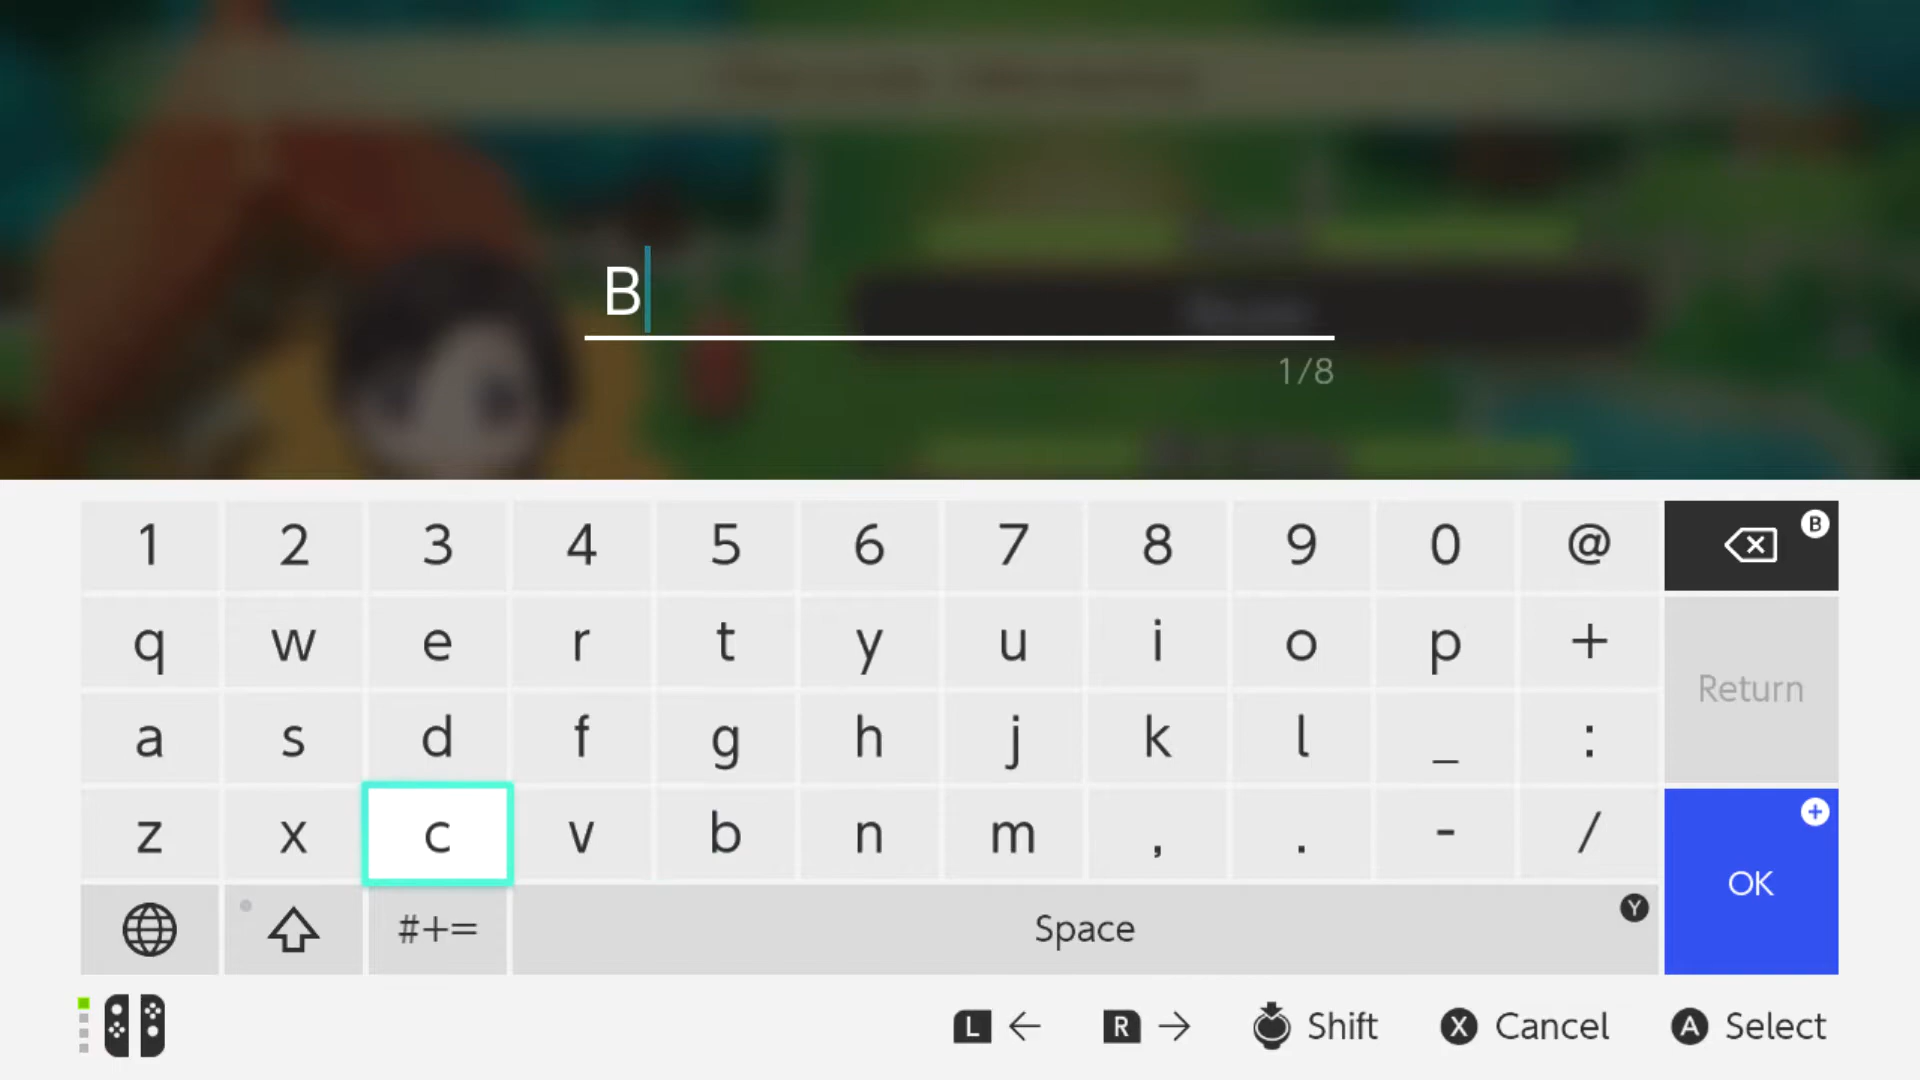 B
1/8
1 2 3 4 5 6 7 8 9 0 @ B
q w e r t y u i o p + Return
a s d f g h j k l _ :
z x c v b n m , . - / + OK
#+= Space Y
L ← R → Shift X Cancel A Select